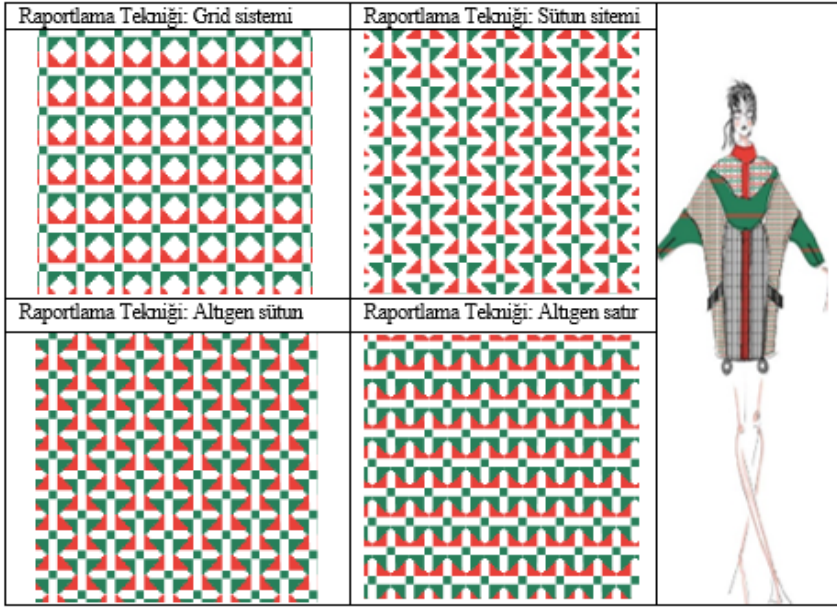 Raportlama Tekniği: Grid sistemi
Raportlama Tekniği: Sütun sitemi
Raportlama Tekniği: Altıgen sütun
Raportlama Tekniği: Altıgen satır